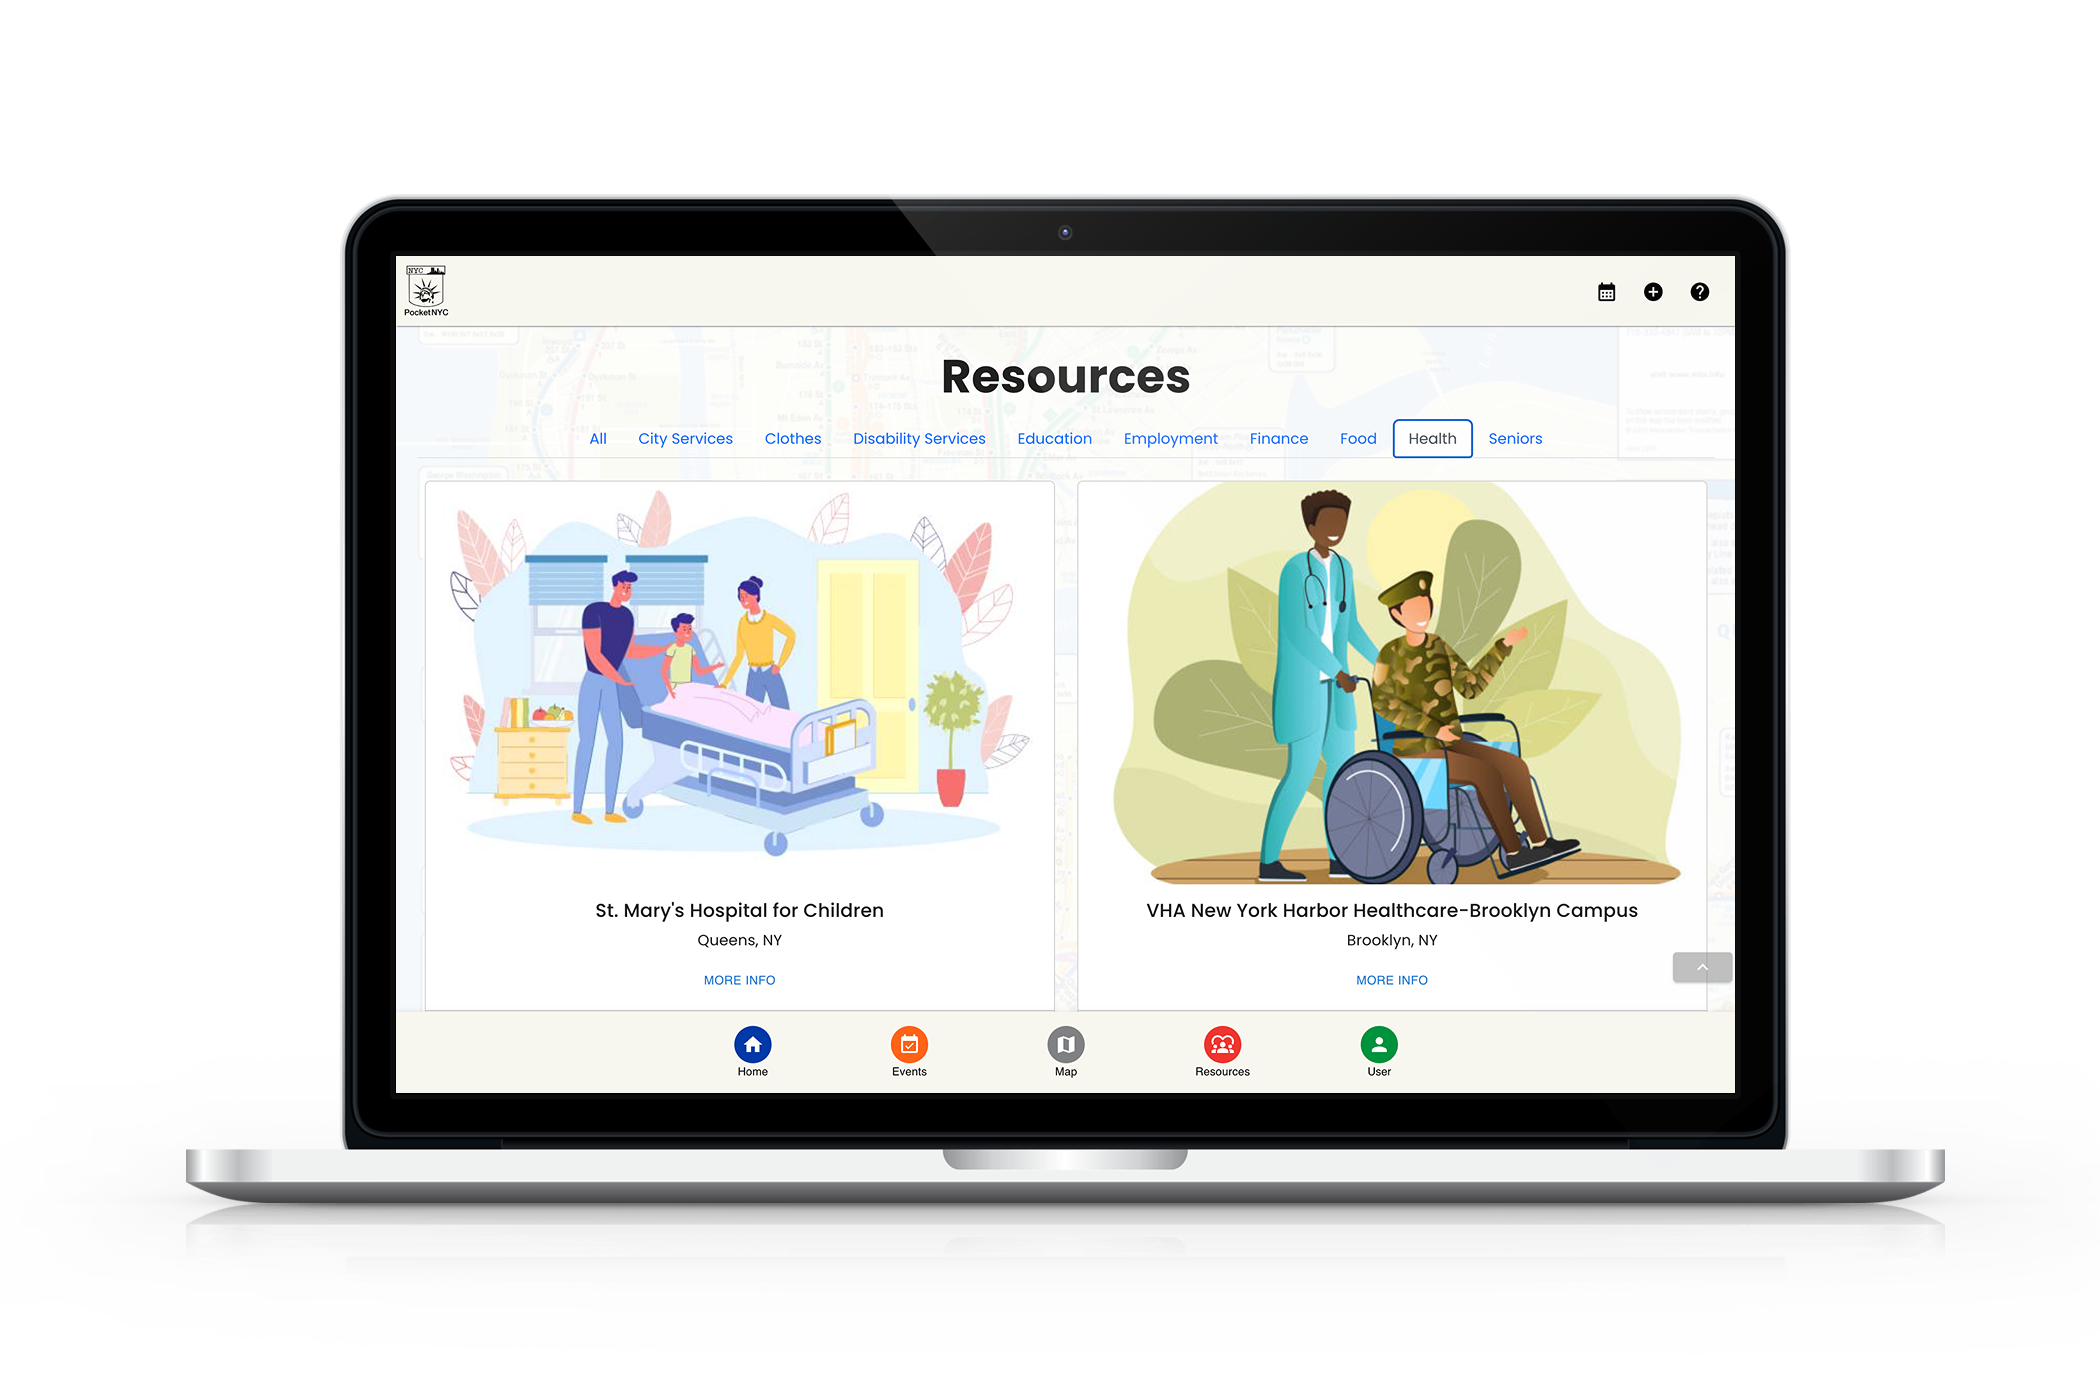 NYC
PocketNYC
Resources
All City Services Clothes Disability Services Education Employment Finance Food Health Seniors
St. Mary's Hospital for Children
Queens, NY
MORE INFO
VHA New York Harbor Healthcare-Brooklyn Campus
Brooklyn, NY
MORE INFO
Home Events Map Resources User